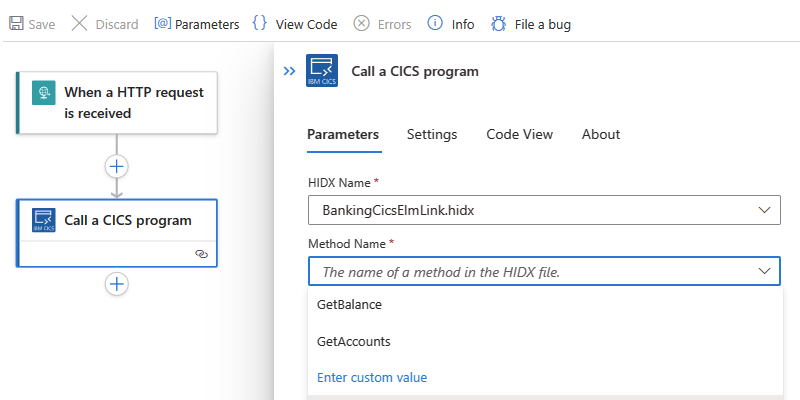 Save Discard [@] Parameters {} View Code Errors Info File a bug
When a HTTP request
is received
Call a CICS program
IBM CICS
IBM CICS
Call a CICS program
Parameters Settings Code View About
HIDX Name *
BankingCicsElmLink.hidx
Method Name *
The name of a method in the HIDX file.
GetBalance
GetAccounts
Enter custom value